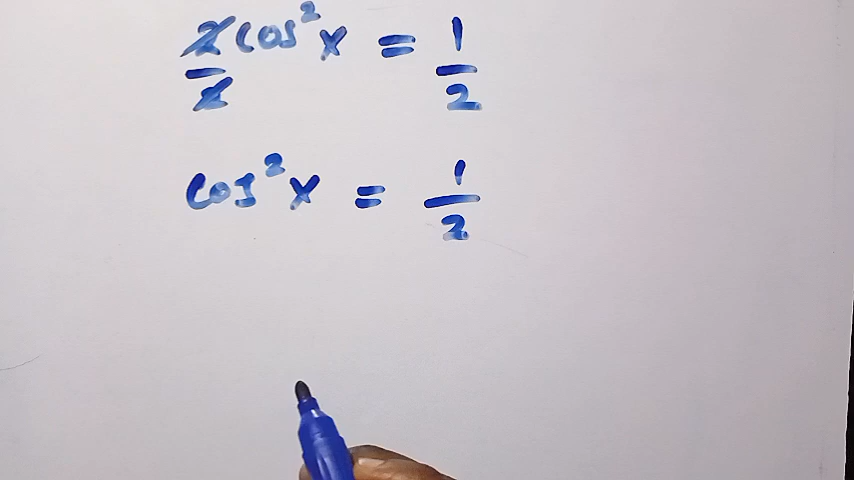 2cos²x/2 = 1/2
cos²x = 1/2